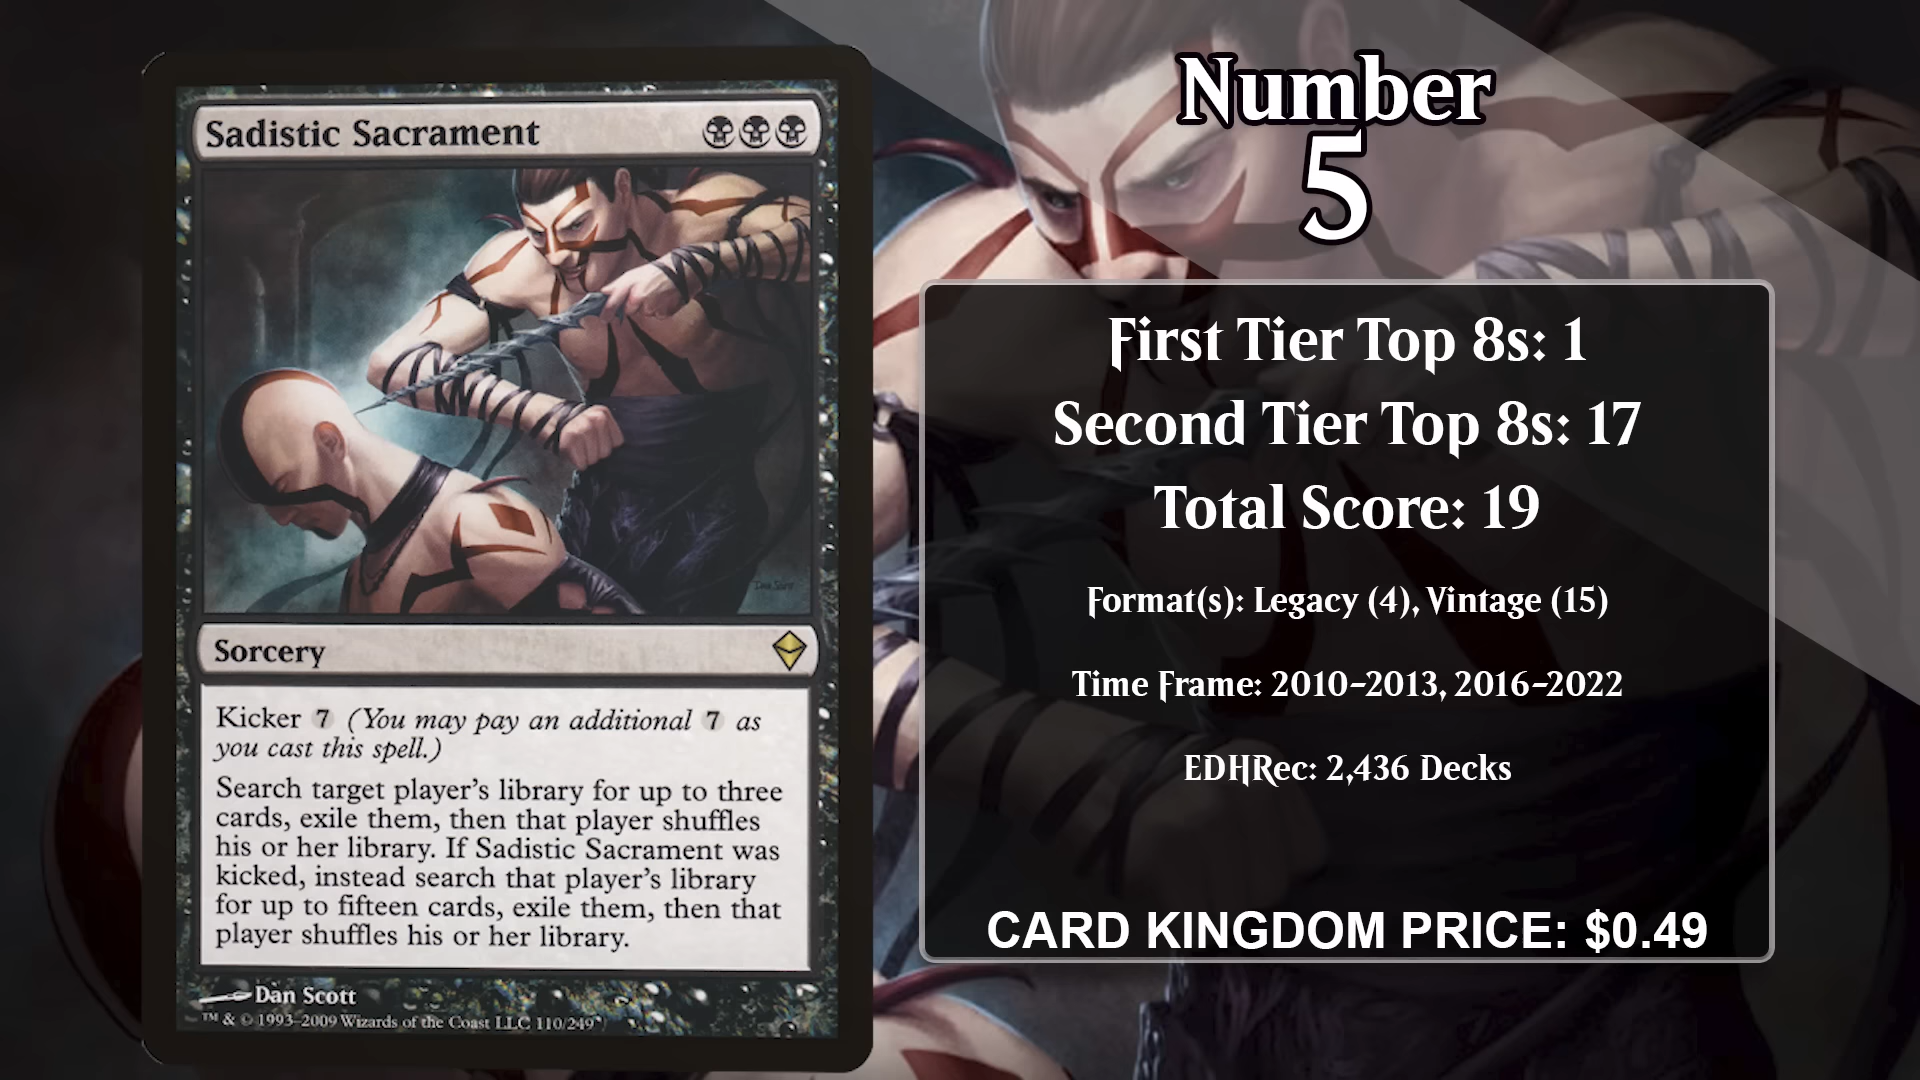 Sadistic Sacrament
Sorcery
Kicker 7 (You may pay an additional 7 as
you cast this spell.)
Search target player's library for up to three
cards, exile them, then that player shuffles
his or her library. If Sadistic Sacrament was
kicked, instead search that player's library
for up to fifteen cards, exile them, then that
player shuffles his or her library.
Dan Scott
™ & © 1993–2009 Wizards of the Coast LLC 110/249
Number
5
First Tier Top 8s: 1
Second Tier Top 8s: 17
Total Score: 19
Format(s): Legacy (4), Vintage (15)
Time Frame: 2010-2013, 2016-2022
EDHRec: 2,436 Decks
CARD KINGDOM PRICE: $0.49